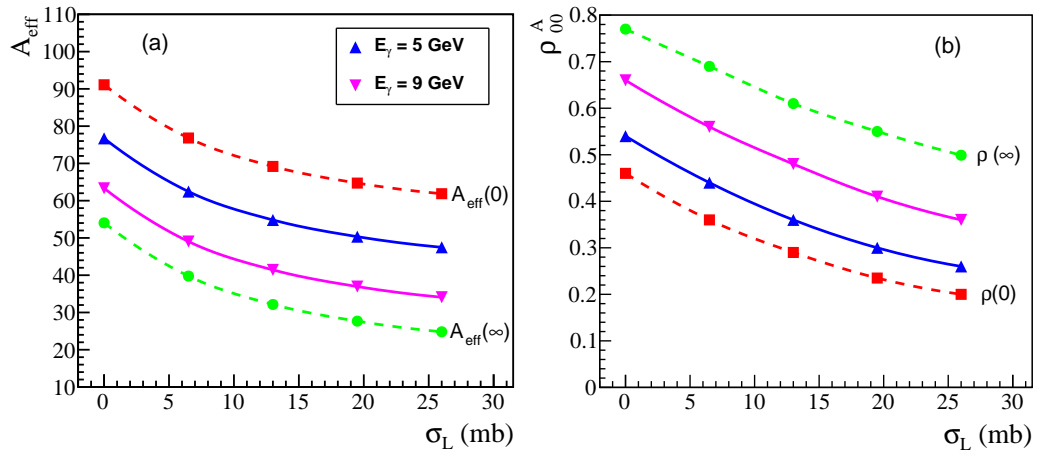 A_eff
110
100
90
80
70
60
50
40
30
20
10
(a)
E_γ = 5 GeV
E_γ = 9 GeV
A_eff(0)
A_eff(∞)
0 5 10 15 20 25 30
σ_L (mb)
ρ^A_00
0.8
0.7
0.6
0.5
0.4
0.3
0.2
0.1
0
(b)
ρ (∞)
ρ(0)
0 5 10 15 20 25 30
σ_L (mb)